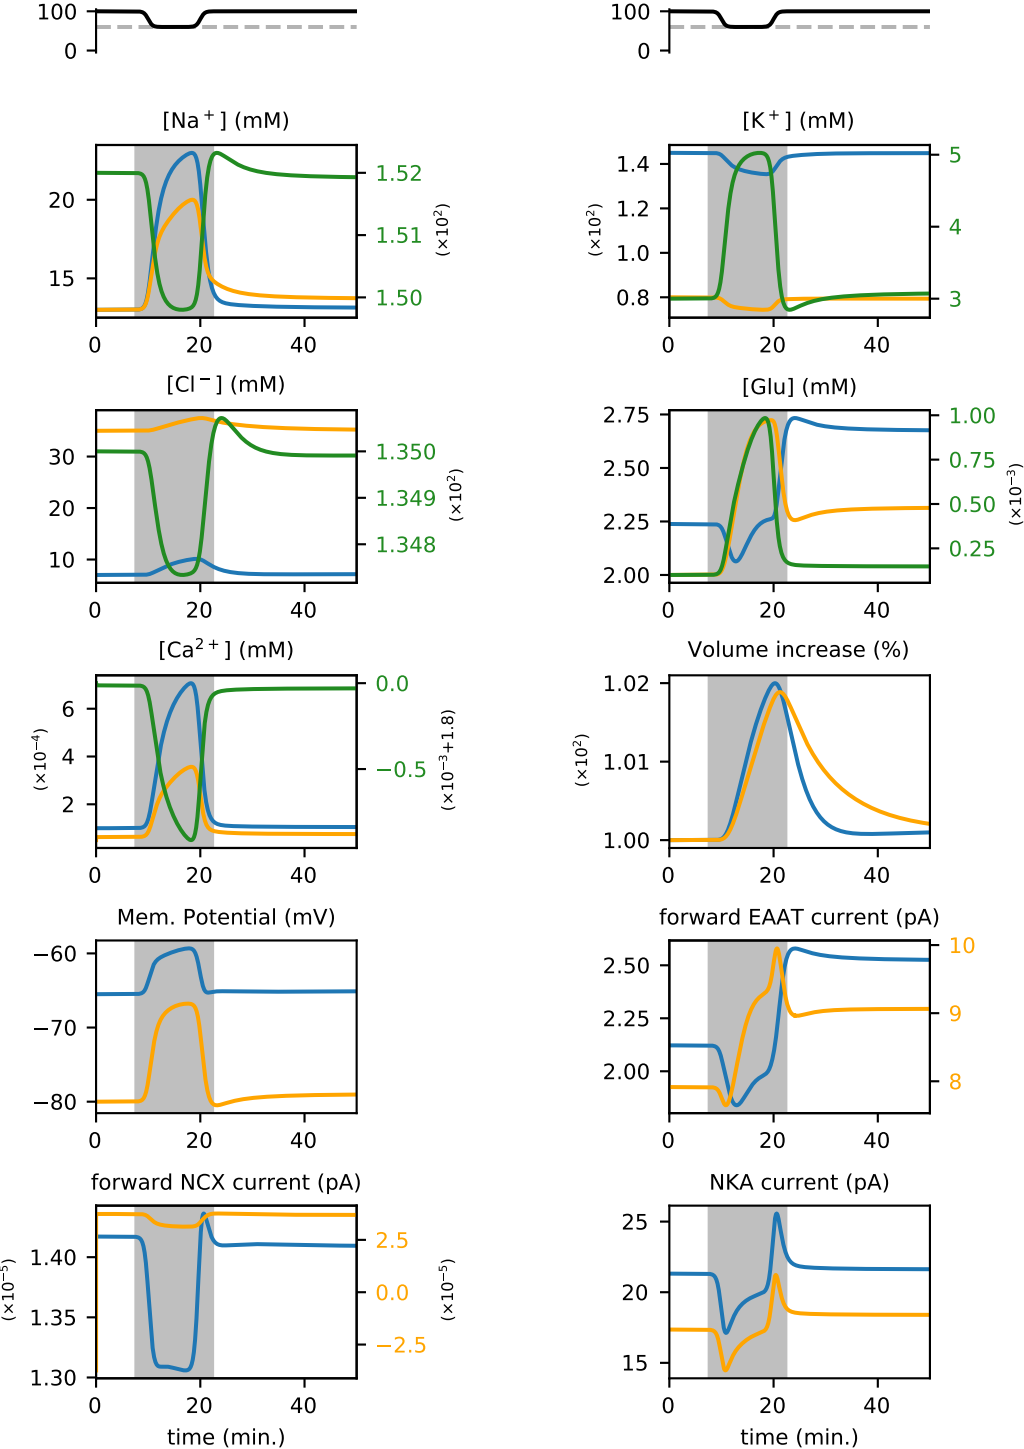 100 100
0 0
[Na⁺] (mM) [K⁺] (mM)
20 1.52 1.4 5
1.51 (×10²) (×10²) 1.2 4
15 1.50 1.0 3
0.8
0 20 40 0 20 40
[Cl⁻] (mM) [Glu] (mM)
30 1.350 2.75 1.00
20 1.349 (×10²) 2.50 0.75 (×10⁻³)
10 1.348 2.25 0.50
2.00 0.25
0 20 40 0 20 40
[Ca²⁺] (mM) Volume increase (%)
6 0.0 1.02
(×10⁻⁴) 4 −0.5 (×10⁻³+1.8) (×10²) 1.01
2 1.00
0 20 40 0 20 40
Mem. Potential (mV) forward EAAT current (pA)
−60 2.50 10
−70 2.25 9
−80 2.00 8
0 20 40 0 20 40
forward NCX current (pA) NKA current (pA)
1.40 2.5 25
(×10⁻⁵) 1.35 0.0 (×10⁻⁵) 20
1.30 −2.5 15
0 20 40 0 20 40
time (min.) time (min.)